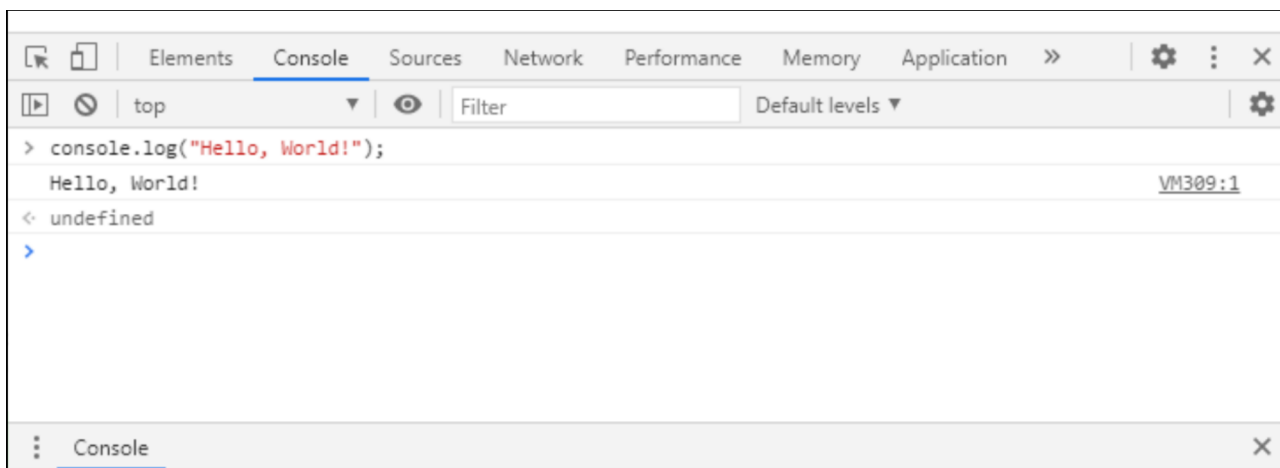 Elements Console Sources Network Performance Memory Application
top Filter Default levels
> console.log("Hello, World!");
Hello, World! VM309:1
undefined
Console